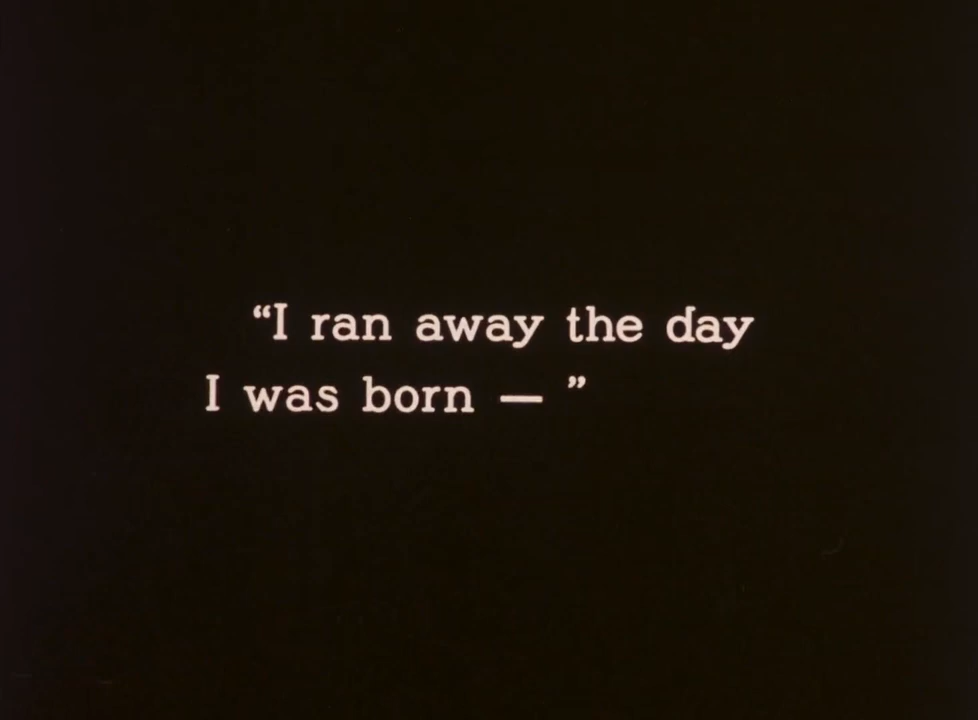 “I ran away the day
I was born — ”